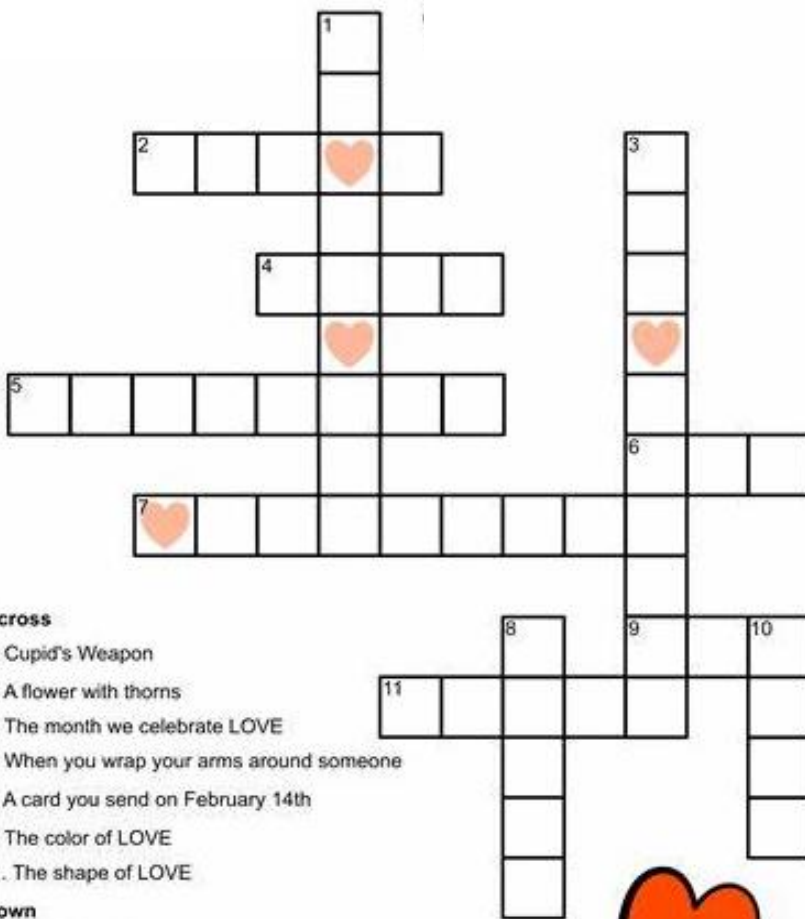 1
2
3
4
5
6
7
cross
8
9
10
Cupid's Weapon
A flower with thorns
11
The month we celebrate LOVE
When you wrap your arms around someone
A card you send on February 14th
The color of LOVE
. The shape of LOVE
own